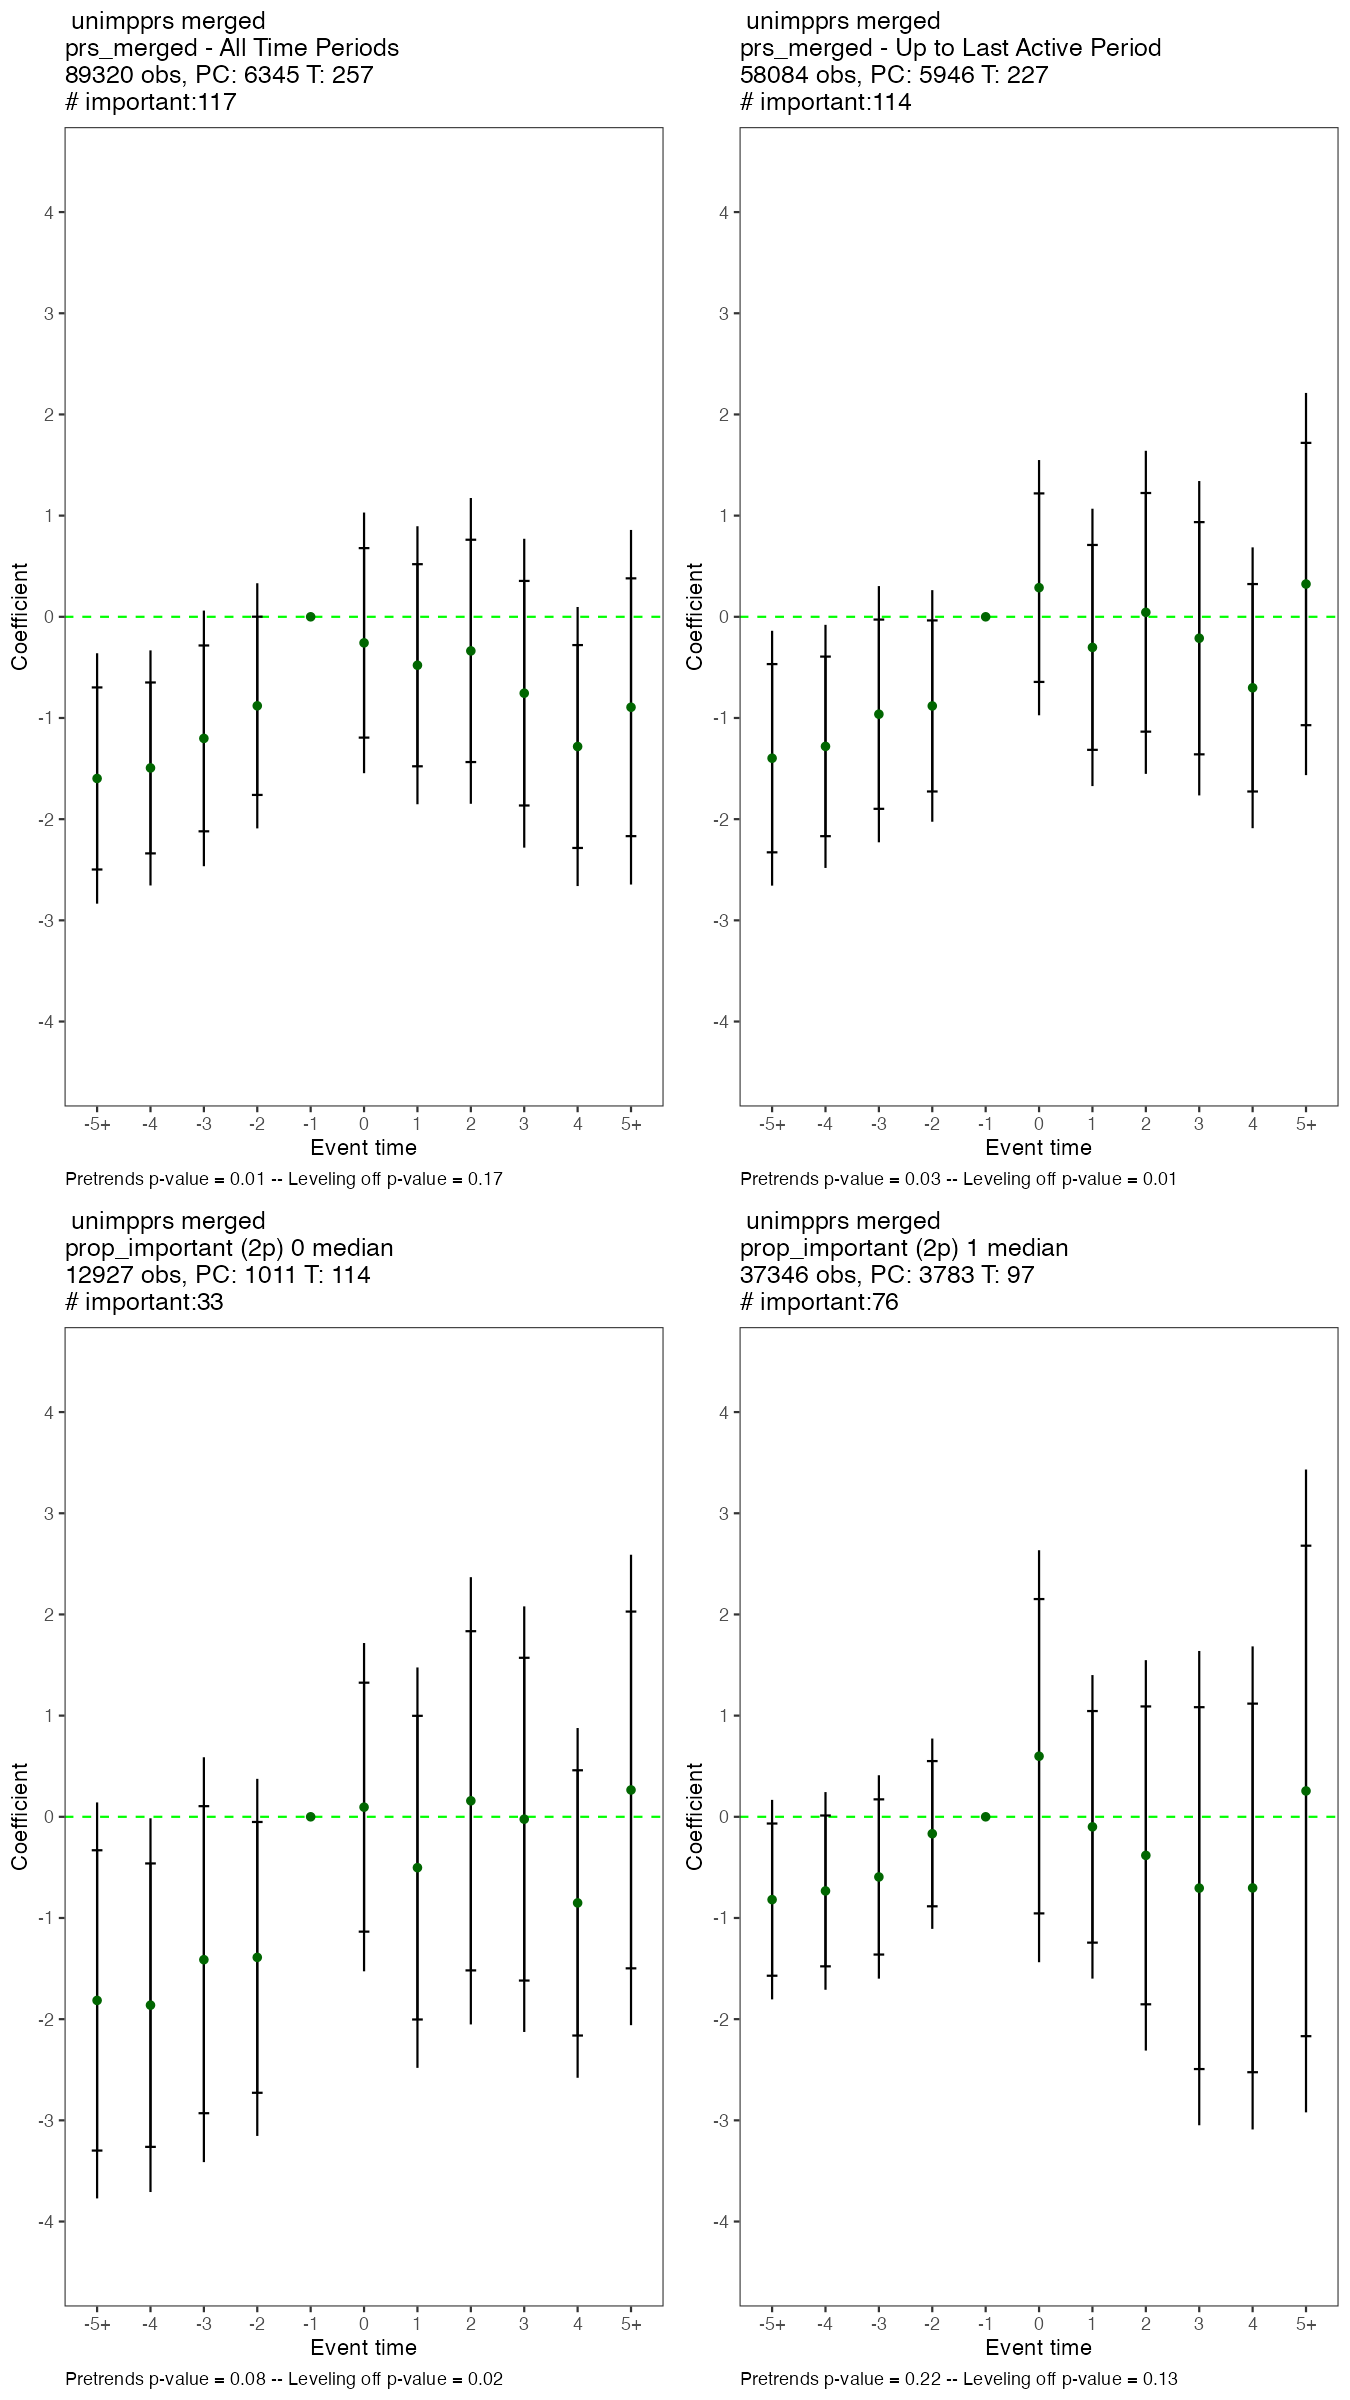 unimpprs merged
prs_merged - All Time Periods
89320 obs, PC: 6345 T: 257
# important:117
4
3
2
1
0
-1
-2
-3
-4
Coefficient
-5+ -4 -3 -2 -1 0 1 2 3 4 5+
Event time
Pretrends p-value = 0.01 -- Leveling off p-value = 0.17
unimpprs merged
prs_merged - Up to Last Active Period
58084 obs, PC: 5946 T: 227
# important:114
4
3
2
1
0
-1
-2
-3
-4
Coefficient
-5+ -4 -3 -2 -1 0 1 2 3 4 5+
Event time
Pretrends p-value = 0.03 -- Leveling off p-value = 0.01
unimpprs merged
prop_important (2p) 0 median
12927 obs, PC: 1011 T: 114
# important:33
4
3
2
1
0
-1
-2
-3
-4
Coefficient
-5+ -4 -3 -2 -1 0 1 2 3 4 5+
Event time
Pretrends p-value = 0.08 -- Leveling off p-value = 0.02
unimpprs merged
prop_important (2p) 1 median
37346 obs, PC: 3783 T: 97
# important:76
4
3
2
1
0
-1
-2
-3
-4
Coefficient
-5+ -4 -3 -2 -1 0 1 2 3 4 5+
Event time
Pretrends p-value = 0.22 -- Leveling off p-value = 0.13